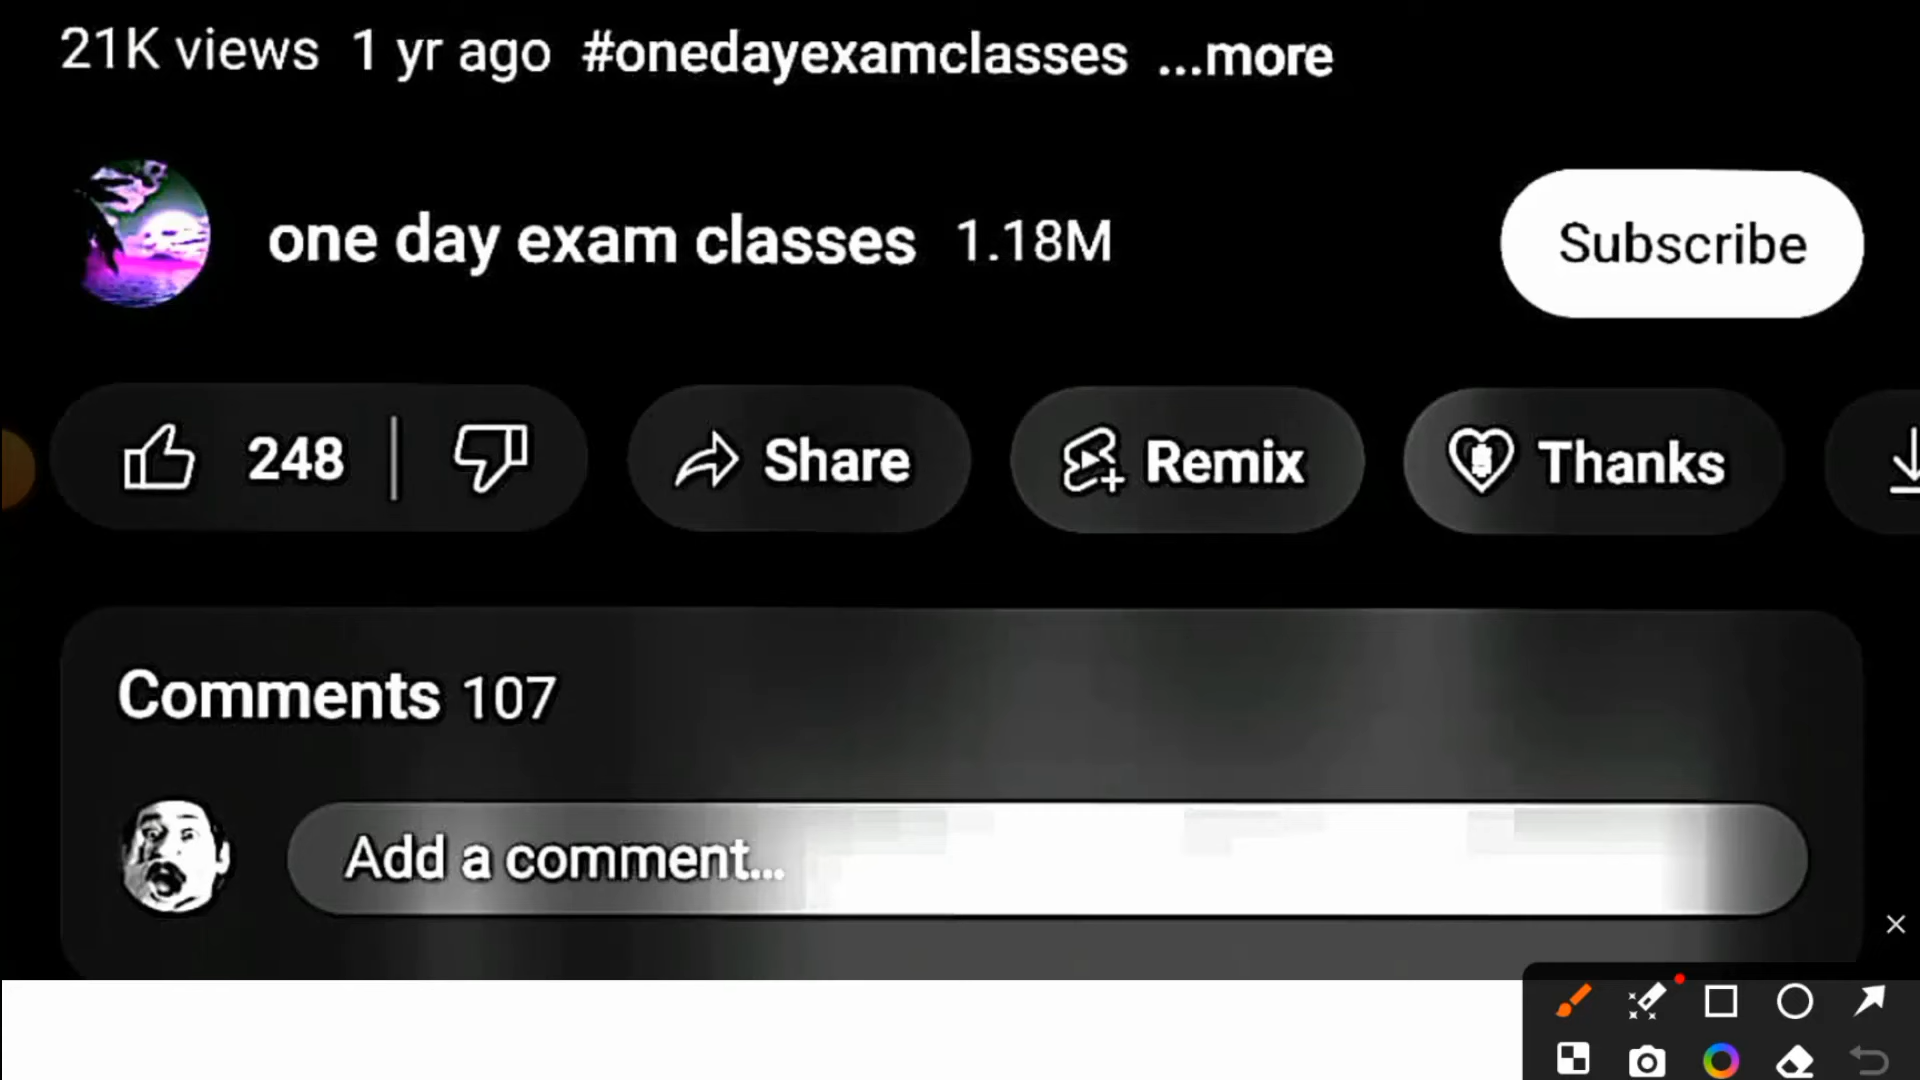 21K views 1 yr ago #onedayexamclasses ...more
one day exam classes 1.18M
Subscribe
248
Share
Remix
Thanks
Comments 107
Add a comment...